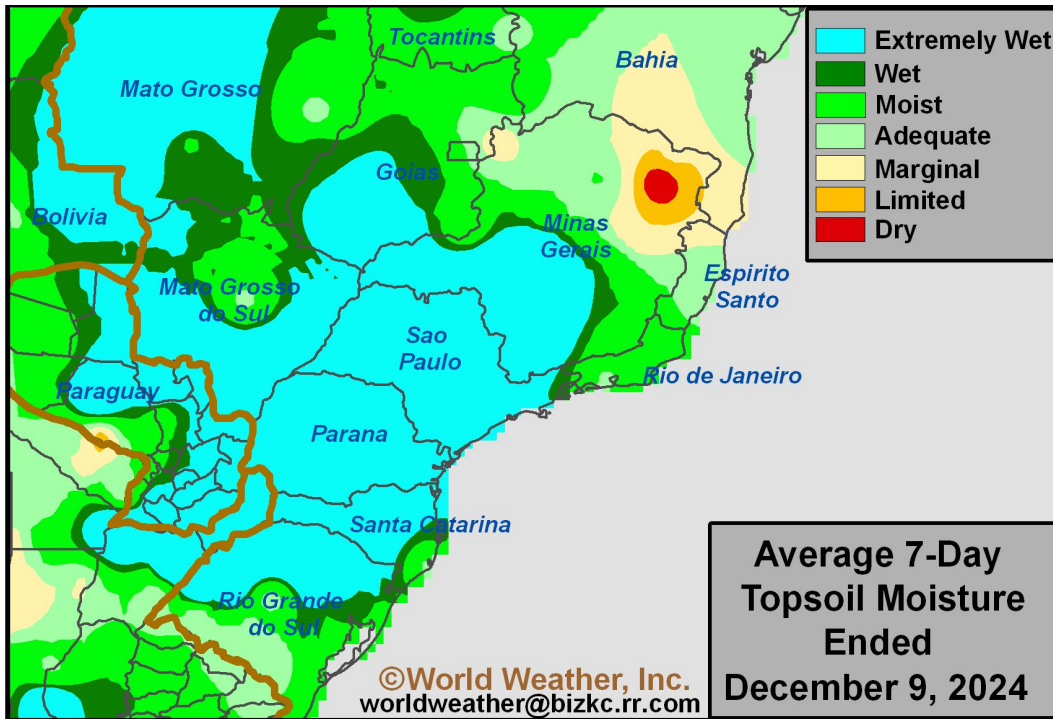 Tocantins
Bahia
Mato Grosso
Goias
Bolivia
Minas
Gerais
Espirito
Santo
Mato Grosso
do Sul
Sao
Paulo
Rio de Janeiro
Paraguay
Parana
Santa Catarina
Rio Grande
do Sul
Extremely Wet
Wet
Moist
Adequate
Marginal
Limited
Dry
Average 7-Day
Topsoil Moisture
Ended
December 9, 2024
©World Weather, Inc.
worldweather@bizkc.rr.com